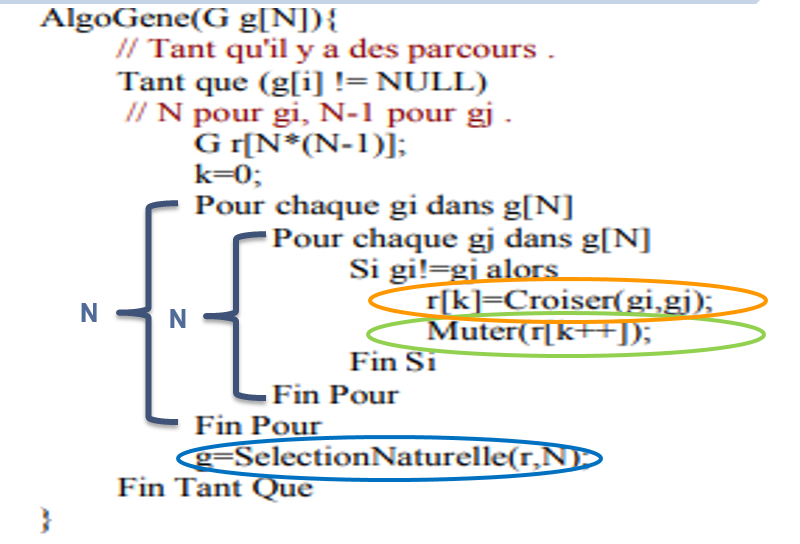 AlgoGene(G g[N]){
// Tant qu'il y a des parcours .
Tant que (g[i] != NULL)
// N pour gi, N-1 pour gj .
G r[N*(N-1)];
k=0;
Pour chaque gi dans g[N]
Pour chaque gj dans g[N]
Si gi!=gj alors
r[k]=Croiser(gi,gj);
N
N
Muter(r[k++]);
Fin Si
Fin Pour
Fin Pour
g=SelectionNaturelle(r,N);
Fin Tant Que
}